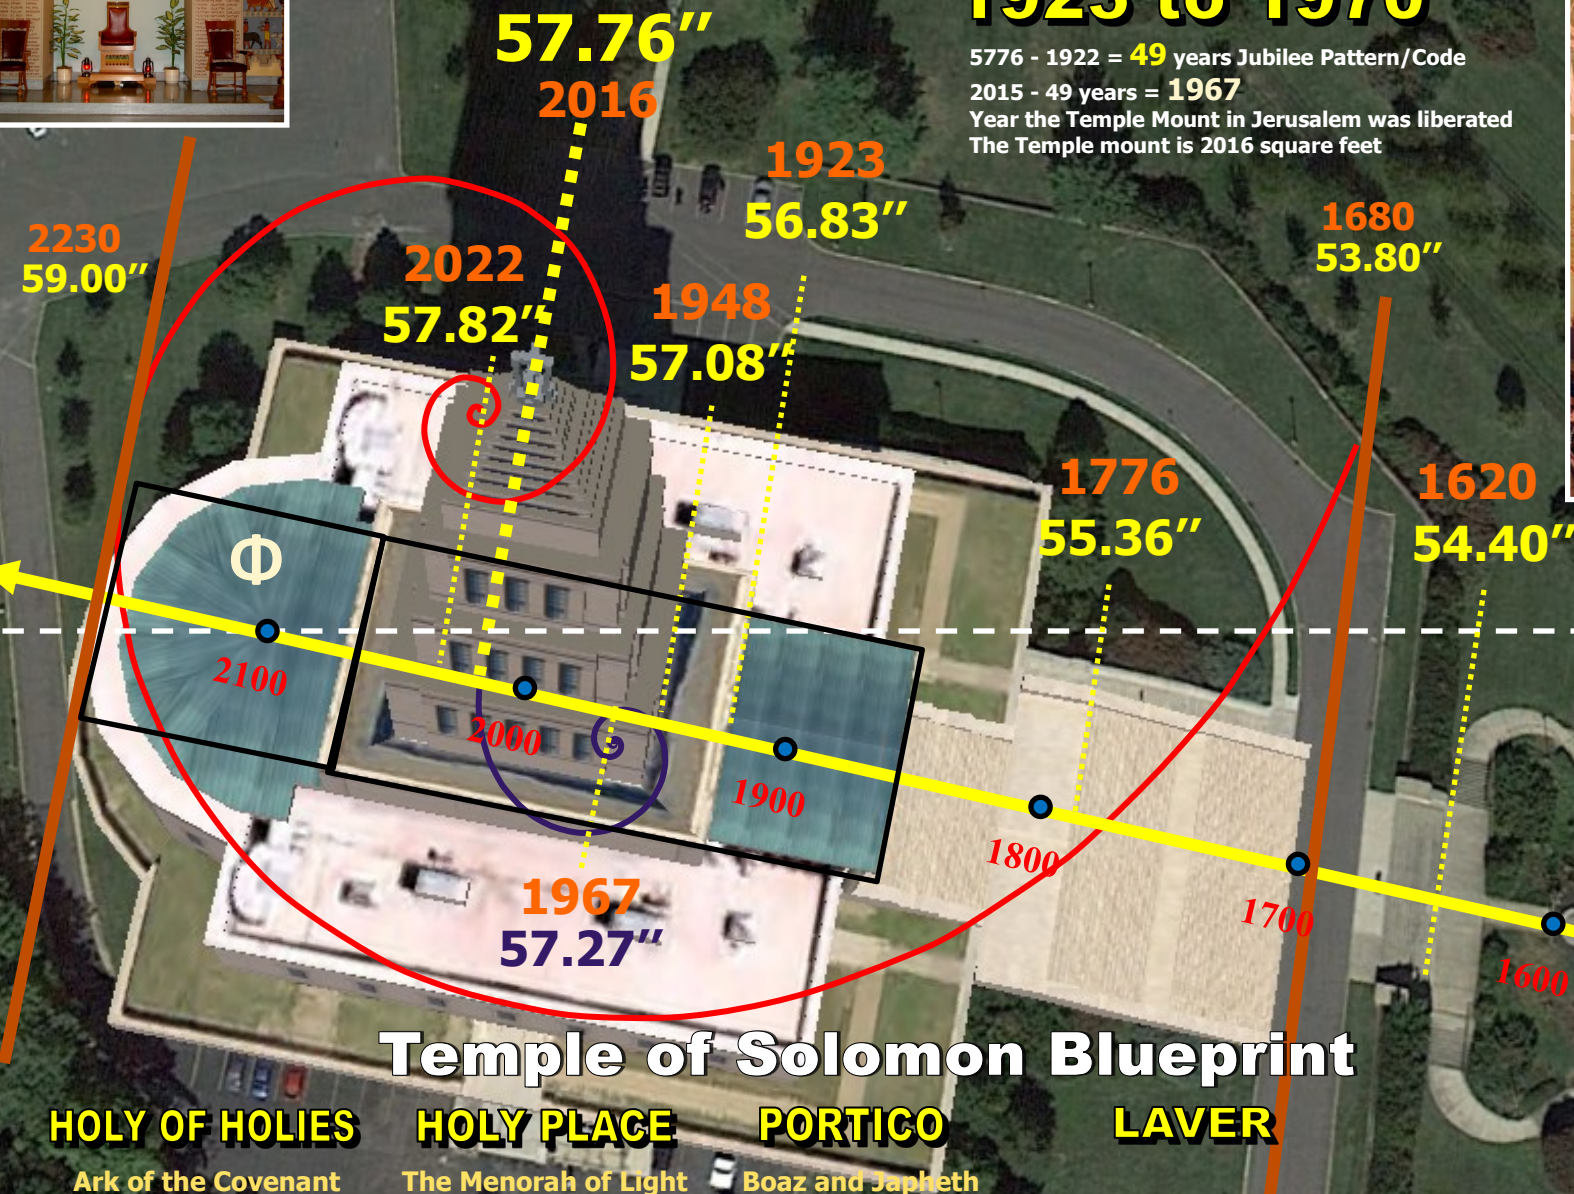 1923 to 1970
5776 - 1922 = 49 years Jubilee Pattern/Code
2015 - 49 years = 1967
Year the Temple Mount in Jerusalem was liberated
The Temple mount is 2016 square feet
57.76”
2016
1923
56.83”
2230
59.00”
2022
57.82”
1948
57.08”
1680
53.80”
1776
55.36”
1620
54.40”
Φ
2100
2000
1900
1800
1700
1600
1967
57.27”
Temple of Solomon Blueprint
HOLY OF HOLIES
HOLY PLACE
PORTICO
LAVER
Ark of the Covenant
The Menorah of Light
Boaz and Japheth